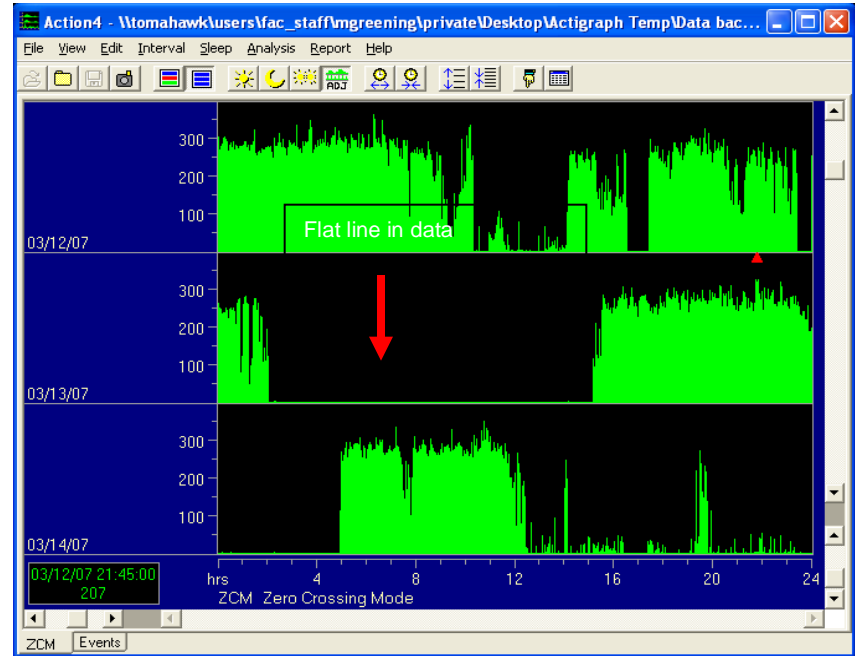 Action4 - \\tomahawk\users\fac_staff\mgreening\private\Desktop\Actigraph Temp\Data bac...
File View Edit Interval Sleep Analysis Report Help
ADJ
300
200
100
Flat line in data
03/12/07
300
200
100
03/13/07
300
200
100
03/14/07
03/12/07 21:45:00
207
hrs 4 8 12 16 20 24
ZCM Zero Crossing Mode
ZCM Events